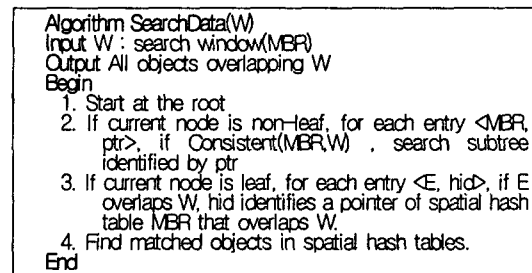 Algorithm SearchData(W)
Input W : search window(MBR)
Output All objects overlapping W
Begin
1. Start at the root
2. If current node is non-leaf, for each entry <MBR,
ptr>, if Consistent(MBR,W) , search subtree
identified by ptr
3. If current node is leaf, for each entry <E, hid>, if E
overlaps W, hid identifies a pointer of spatial hash
table MBR that overlaps W.
4. Find matched objects in spatial hash tables.
End